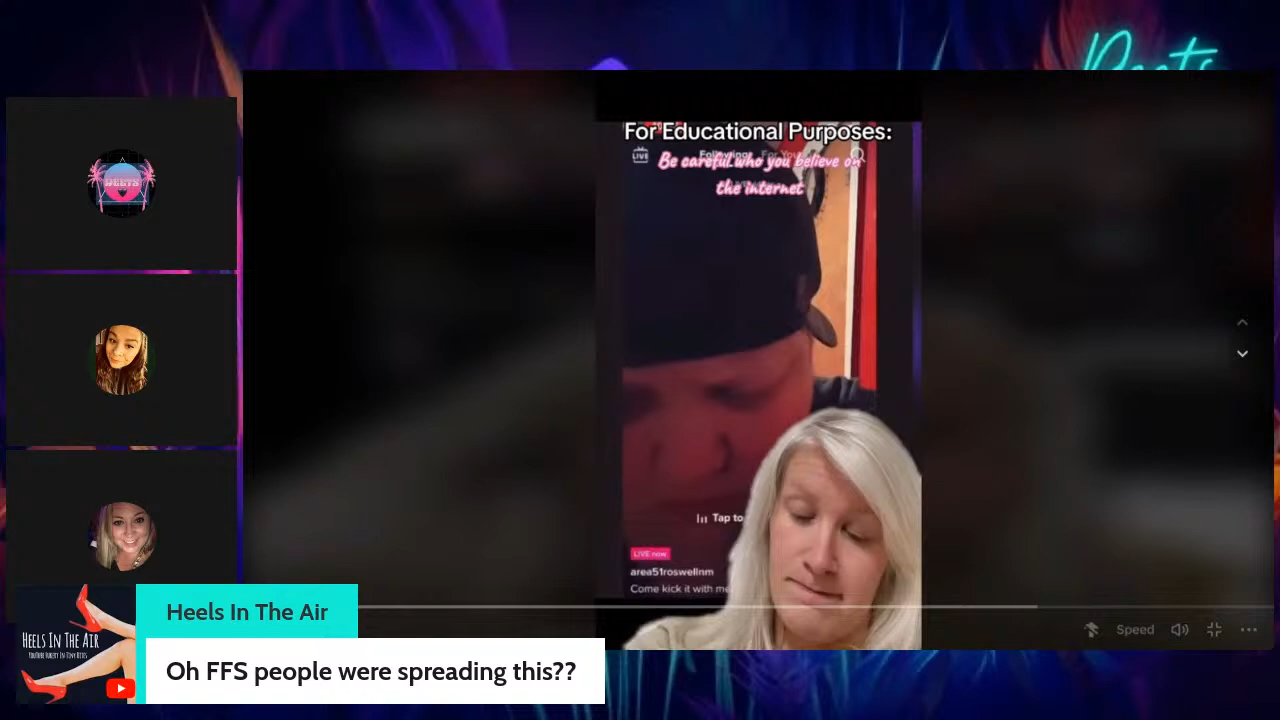 Deets
DEETS
For Educational Purposes:
LIVE
Following For You
Be careful who you believe on
the internet
Tap to
LIVE now
area51roswellnm
Come kick it with me
Speed
HEELS IN THE AIR
Heels In The Air
Oh FFS people were spreading this??